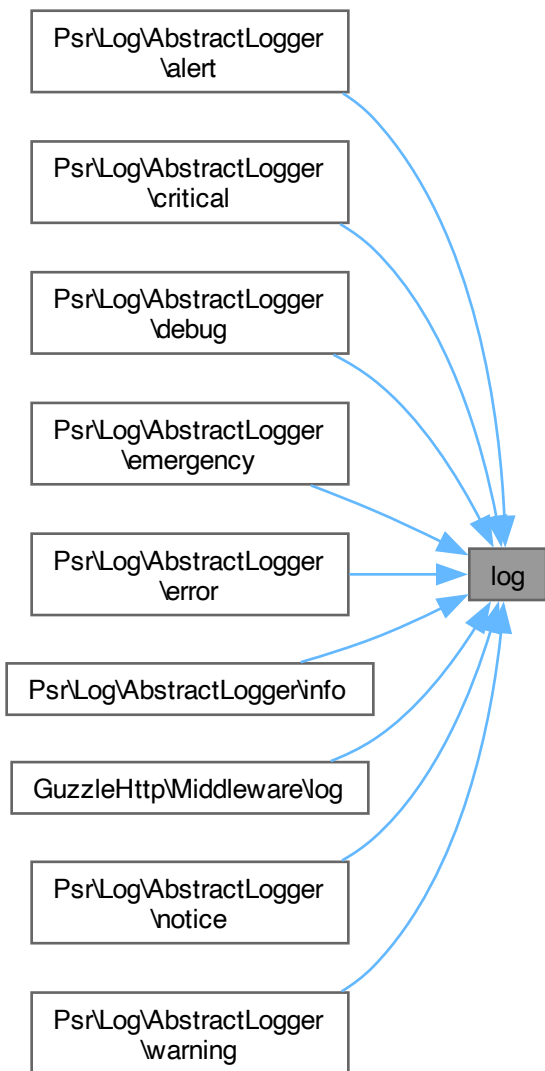 Psr\Log\AbstractLogger
\alert
Psr\Log\AbstractLogger
\critical
Psr\Log\AbstractLogger
\debug
Psr\Log\AbstractLogger
\emergency
Psr\Log\AbstractLogger
\error
log
Psr\Log\AbstractLogger\info
GuzzleHttp\Middleware\log
Psr\Log\AbstractLogger
\notice
Psr\Log\AbstractLogger
\warning